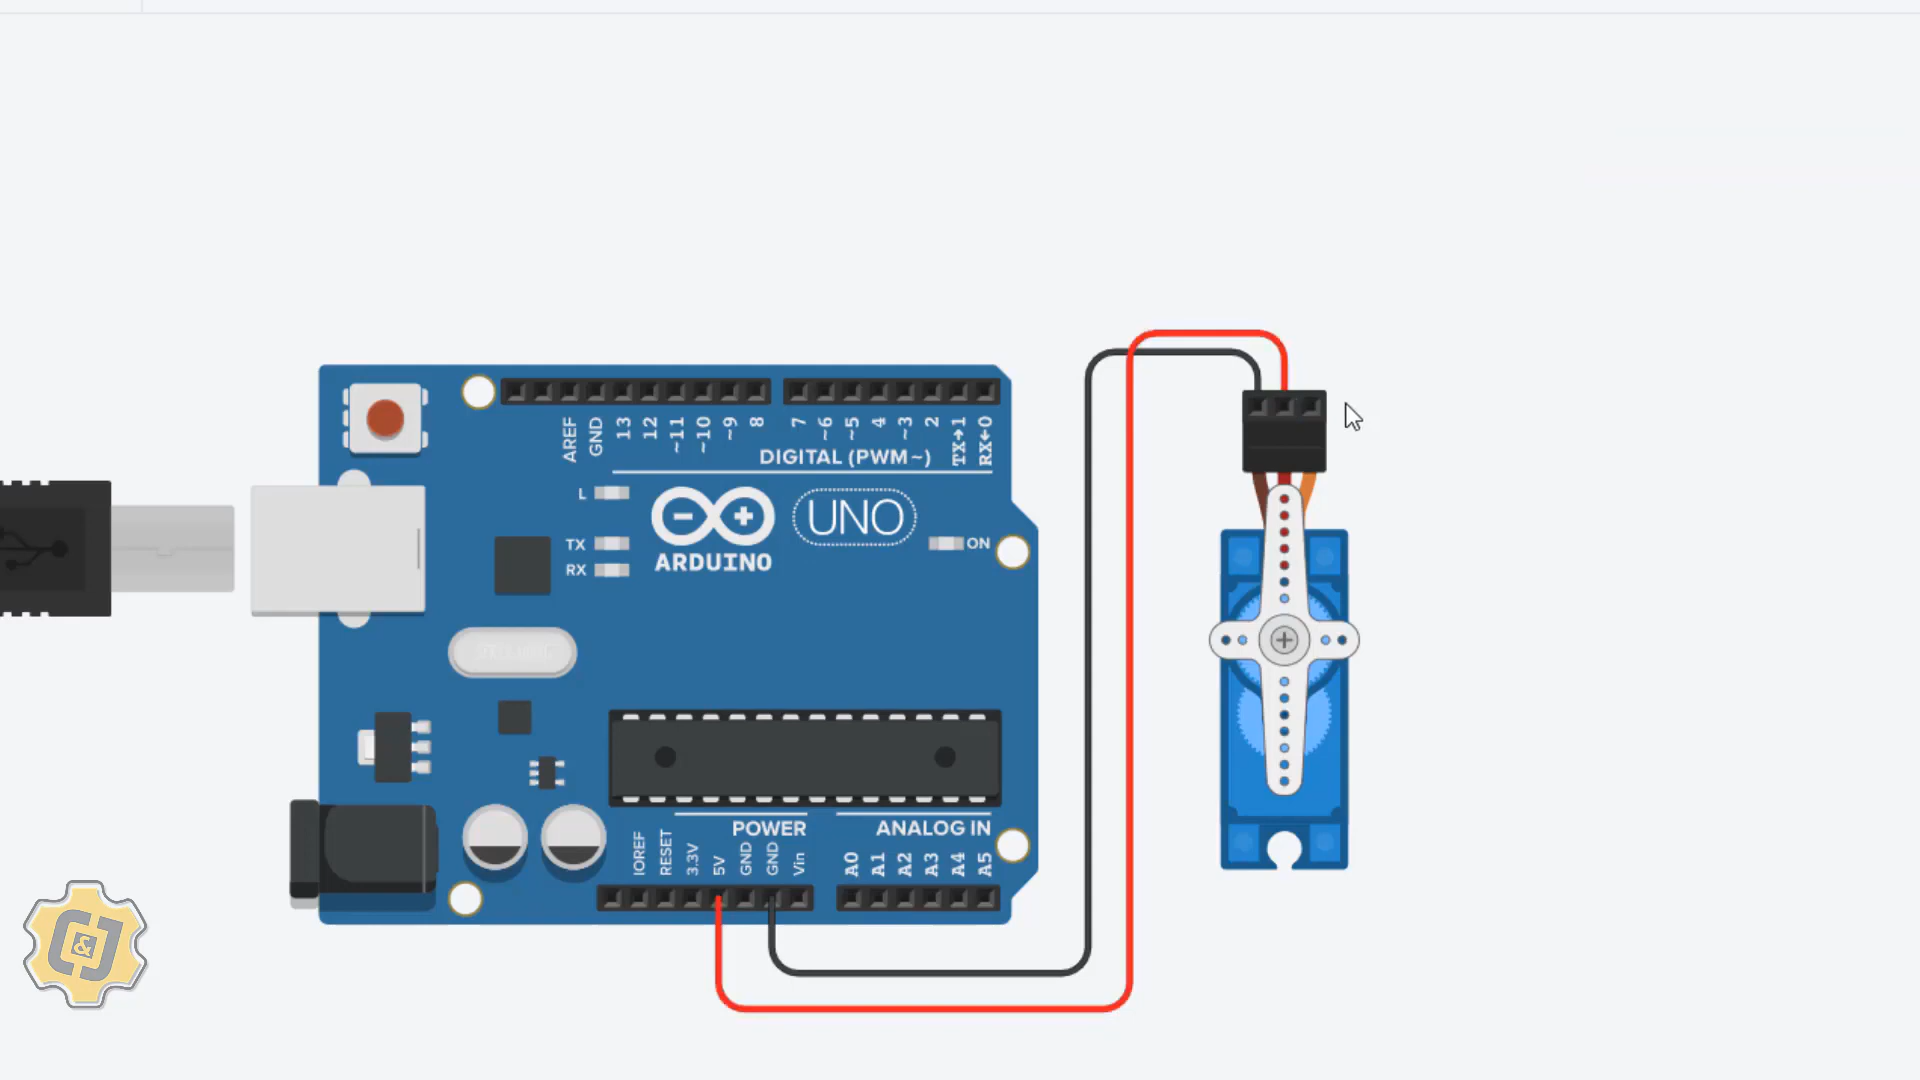 AREF
GND
13
12
~11
~10
~9
8
7
~6
~5
4
~3
2
TX→1
RX←0
DIGITAL (PWM~)
L
TX
RX
ARDUINO
UNO
ON
POWER
ANALOG IN
IOREF
RESET
3.3V
5V
GND
GND
Vin
A0
A1
A2
A3
A4
A5
C&J